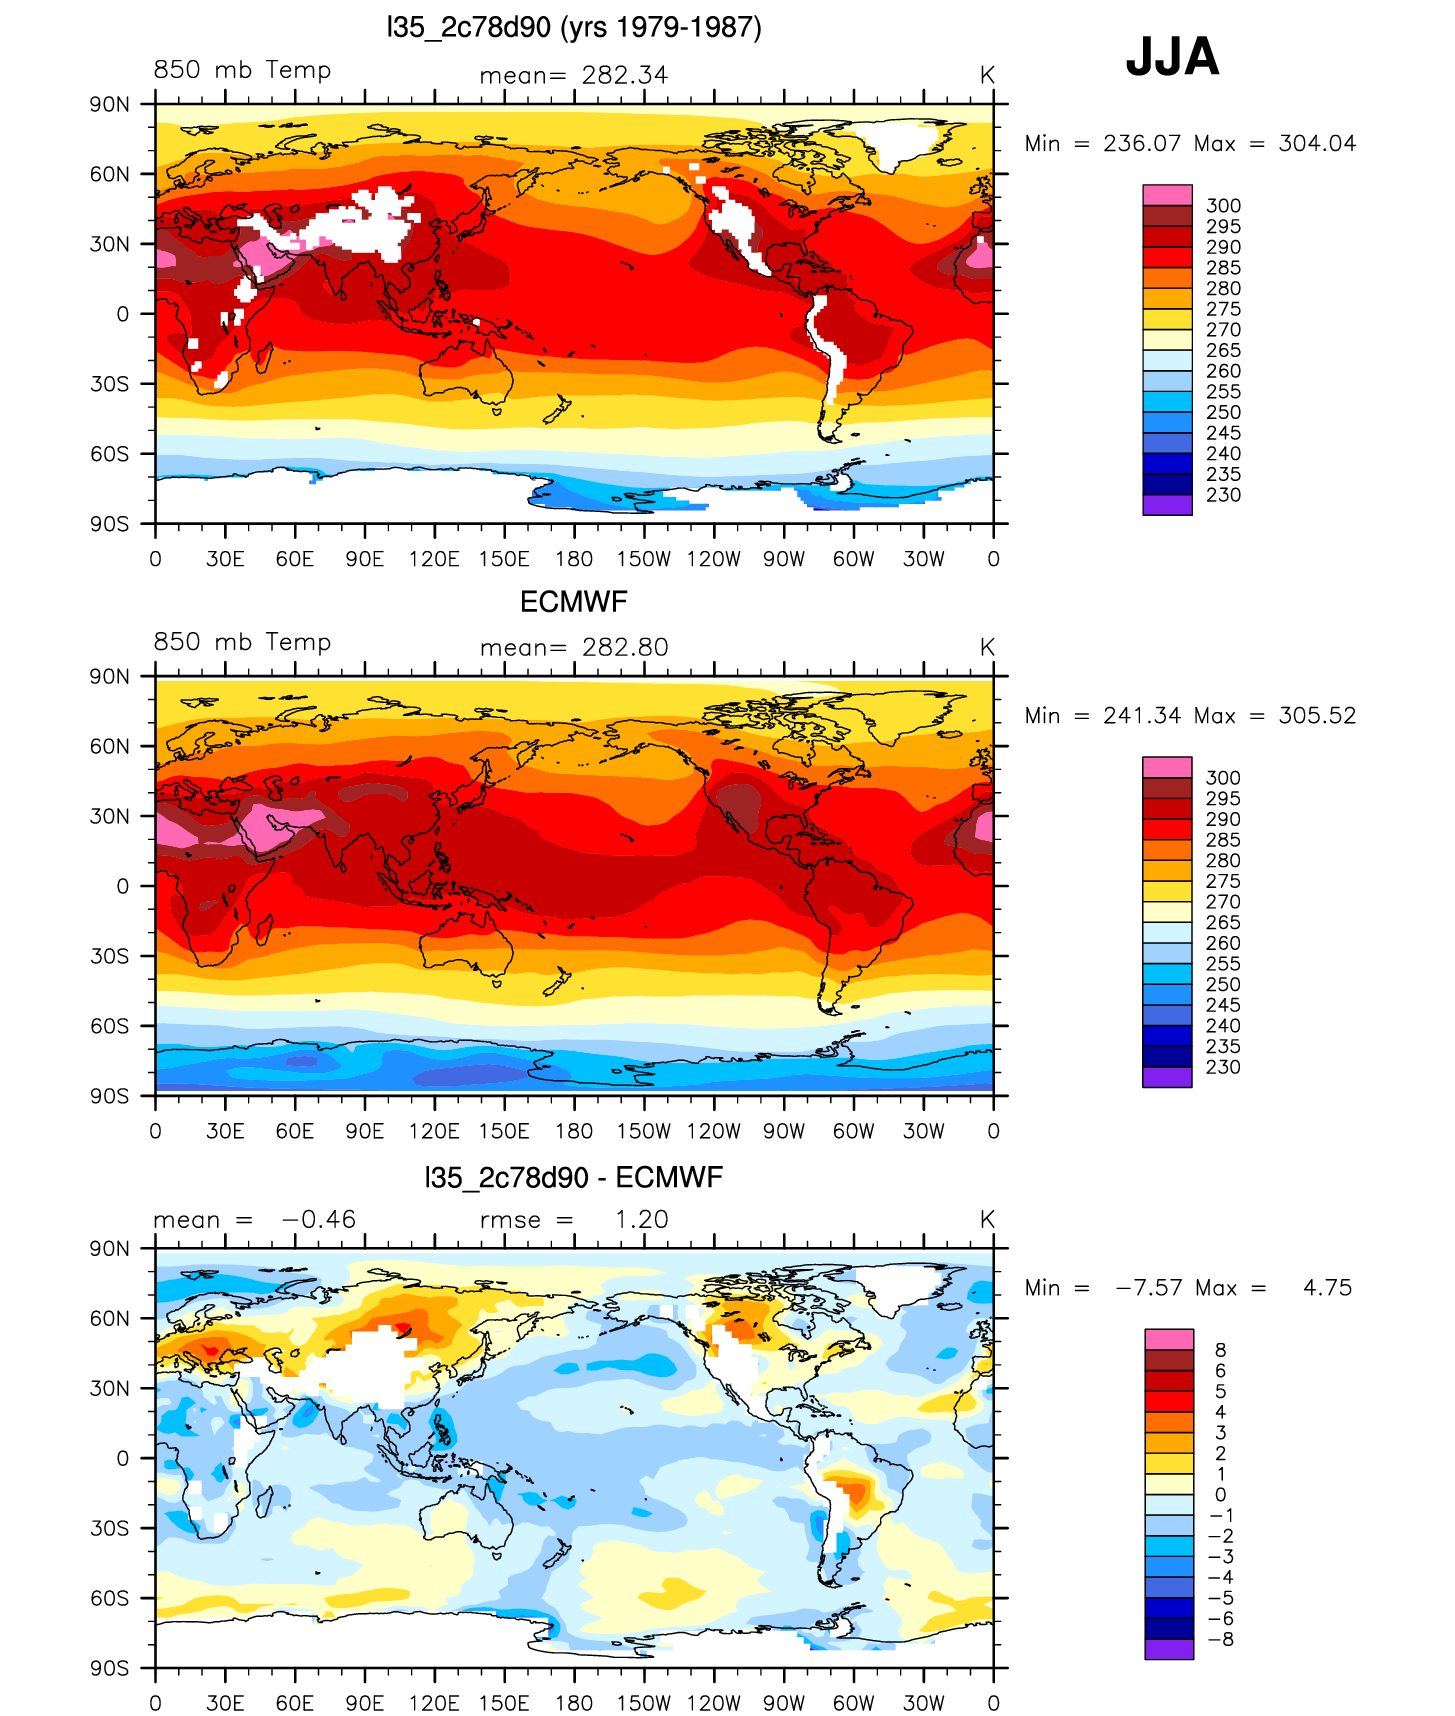 l35_2c78d90 (yrs 1979-1987)
JJA
850 mb Temp mean= 282.34 K
Min = 236.07 Max = 304.04
90N
60N
30N
0
30S
60S
90S
0 30E 60E 90E 120E 150E 180 150W 120W 90W 60W 30W 0
300
295
290
285
280
275
270
265
260
255
250
245
240
235
230
ECMWF
850 mb Temp mean= 282.80 K
Min = 241.34 Max = 305.52
90N
60N
30N
0
30S
60S
90S
0 30E 60E 90E 120E 150E 180 150W 120W 90W 60W 30W 0
300
295
290
285
280
275
270
265
260
255
250
245
240
235
230
l35_2c78d90 - ECMWF
mean = −0.46 rmse = 1.20 K
Min = −7.57 Max = 4.75
90N
60N
30N
0
30S
60S
90S
0 30E 60E 90E 120E 150E 180 150W 120W 90W 60W 30W 0
8
6
5
4
3
2
1
0
−1
−2
−3
−4
−5
−6
−8